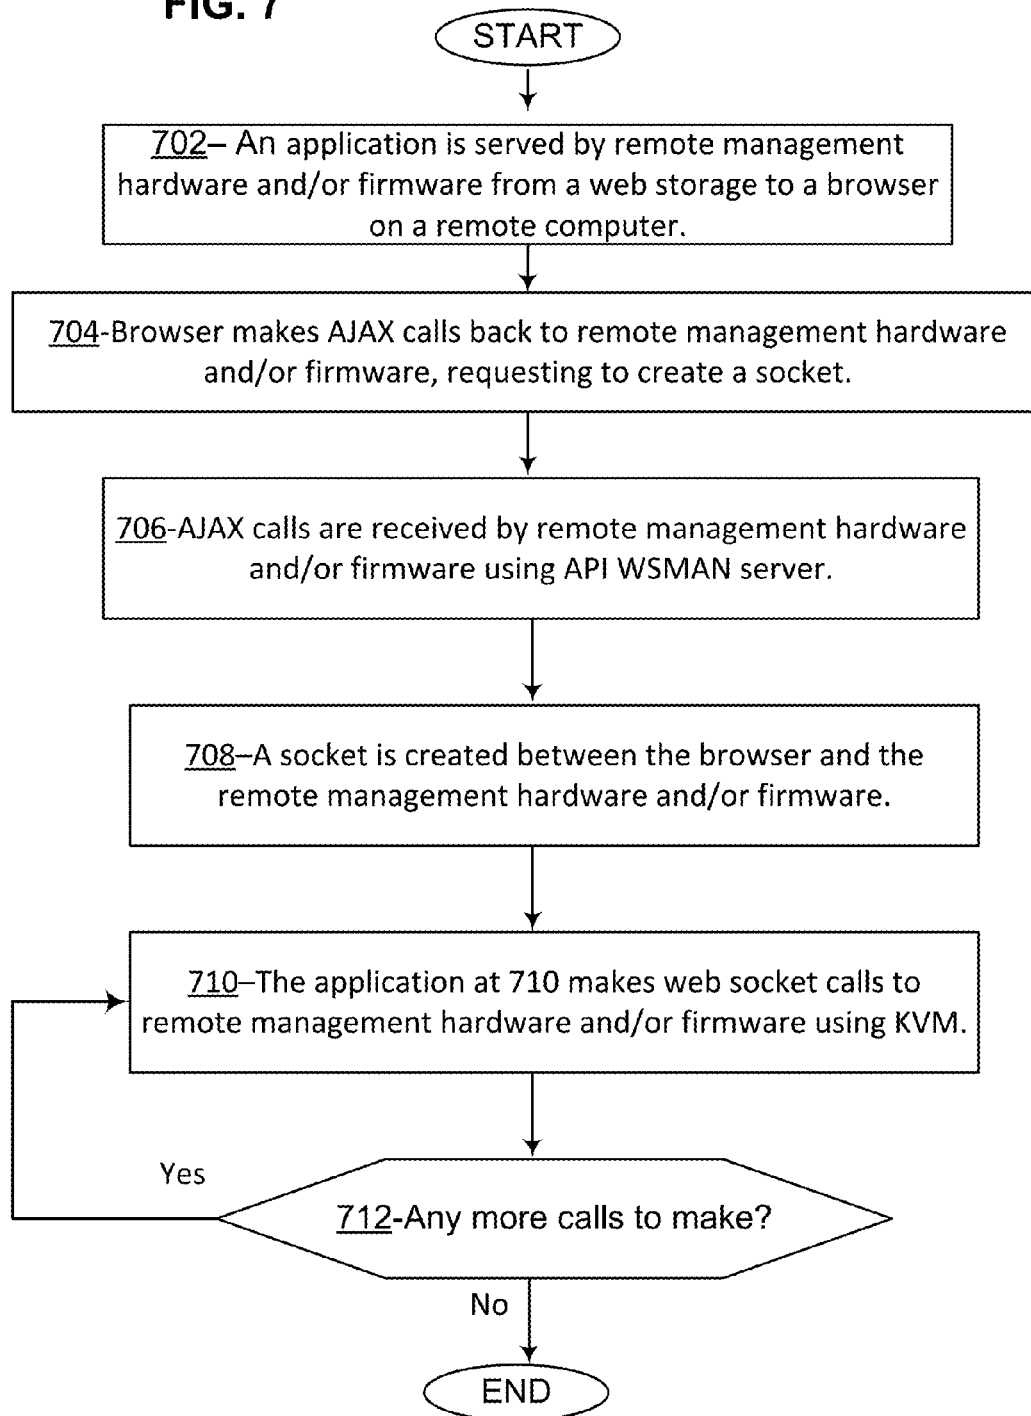 FIG. 7
START
702– An application is served by remote management
hardware and/or firmware from a web storage to a browser
on a remote computer.
704-Browser makes AJAX calls back to remote management hardware
and/or firmware, requesting to create a socket.
706-AJAX calls are received by remote management hardware
and/or firmware using API WSMAN server.
708–A socket is created between the browser and the
remote management hardware and/or firmware.
710–The application at 710 makes web socket calls to
remote management hardware and/or firmware using KVM.
Yes
712-Any more calls to make?
No
END